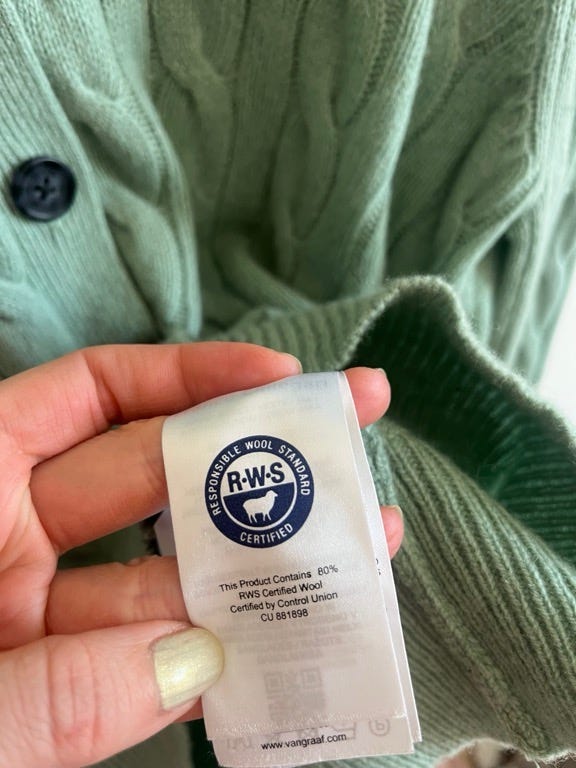 RESPONSIBLE WOOL STANDARD
R·W·S
CERTIFIED
This Product Contains 80%
RWS Certified Wool
Certified by Control Union
CU 881898
www.vangraaf.com